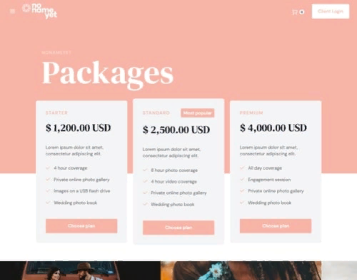 no
name
yet
Client Login
Packages
STARTER
$ 1,200.00 USD
Lorem ipsum dolor sit amet,
consectetur adipiscing elit.
4 hour coverage
Private online photo gallery
Images on a USB flash drive
Wedding photo book
Choose plan
STANDARD
Most popular
$ 2,500.00 USD
Lorem ipsum dolor sit amet,
consectetur adipiscing elit.
8 hour photo coverage
4 hour video coverage
Private online photo gallery
Wedding photo book
Choose plan
PREMIUM
$ 4,000.00 USD
Lorem ipsum dolor sit amet,
consectetur adipiscing elit.
All day coverage
Engagement session
Private online photo gallery
Wedding photo book
Choose plan